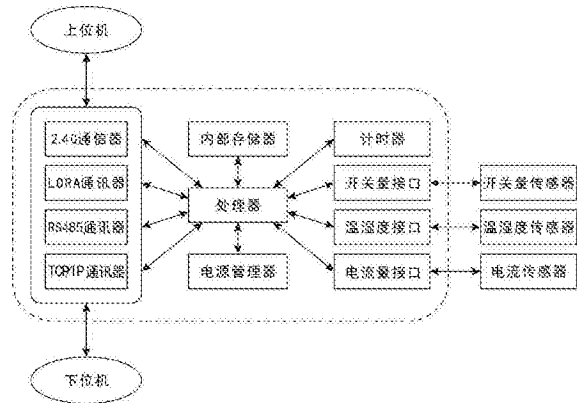 上位机
2.4G通信器
内部存储器
计时器
LORA通讯器
开关量接口
开关量传感器
处理器
RS485通讯器
温湿度接口
温湿度传感器
TCP/IP通讯器
电源管理器
电流量接口
电流传感器
下位机